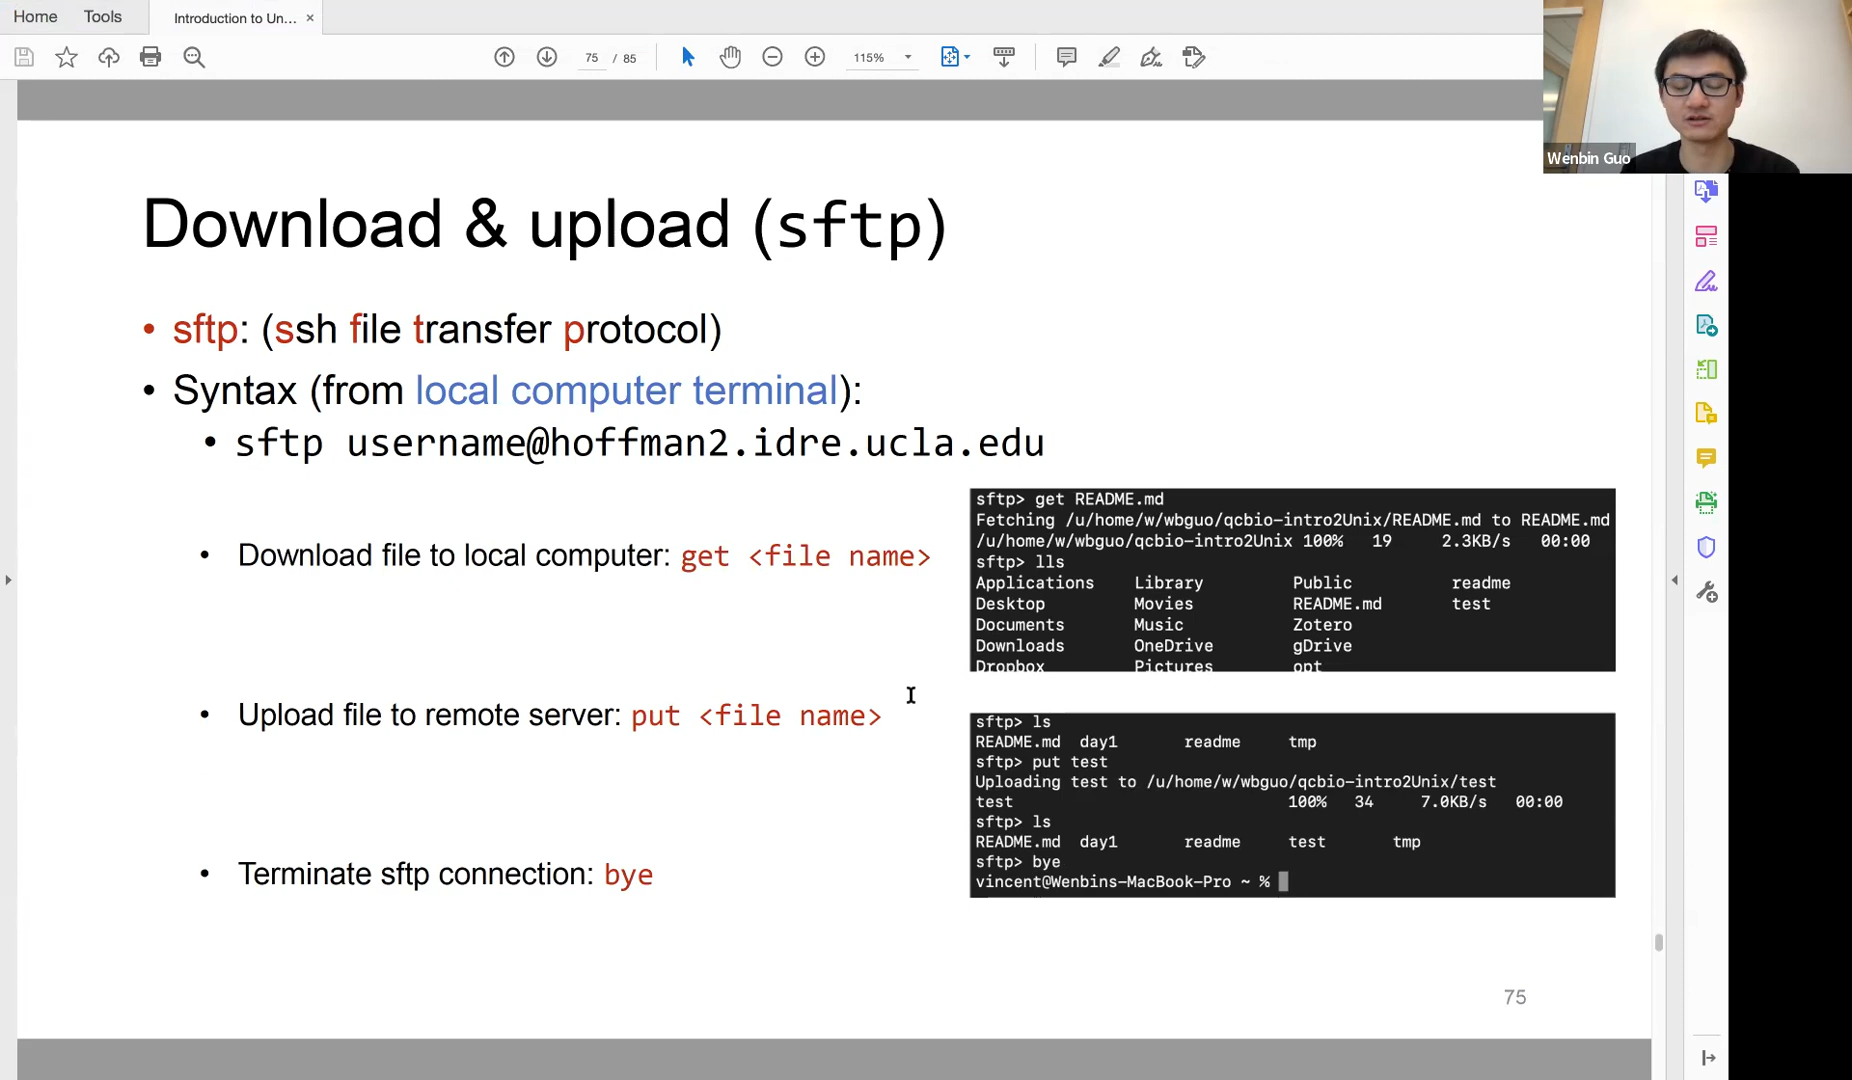 Home
Tools
Introduction to Un...
×
75 / 85
115%
Wenbin Guo
Download & upload (sftp)
• sftp: (ssh file transfer protocol)
• Syntax (from local computer terminal):
• sftp username@hoffman2.idre.ucla.edu
• Download file to local computer: get <file name>
sftp> get README.md
Fetching /u/home/w/wbguo/qcbio-intro2Unix/README.md to README.md
/u/home/w/wbguo/qcbio-intro2Unix 100% 19 2.3KB/s 00:00
sftp> lls
Applications Library Public readme
Desktop Movies README.md test
Documents Music Zotero
Downloads OneDrive gDrive
Dropbox Pictures opt
• Upload file to remote server: put <file name>
sftp> ls
README.md day1 readme tmp
sftp> put test
Uploading test to /u/home/w/wbguo/qcbio-intro2Unix/test
test 100% 34 7.0KB/s 00:00
sftp> ls
README.md day1 readme test tmp
sftp> bye
vincent@Wenbins-MacBook-Pro ~ %
• Terminate sftp connection: bye
75